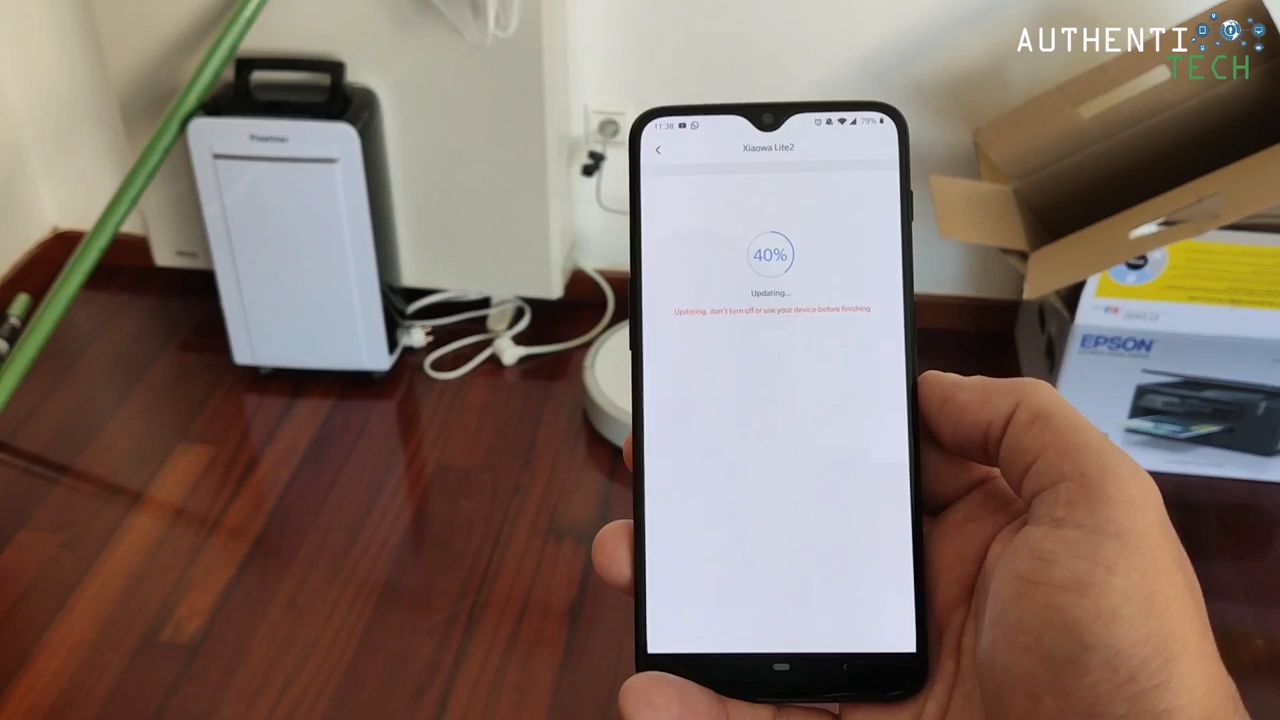 AUTHENTI
TECH
11:38
79%
Xiaowa Lite2
40%
Updating...
Updating, don't turn off or use your device before finishing
EPSON